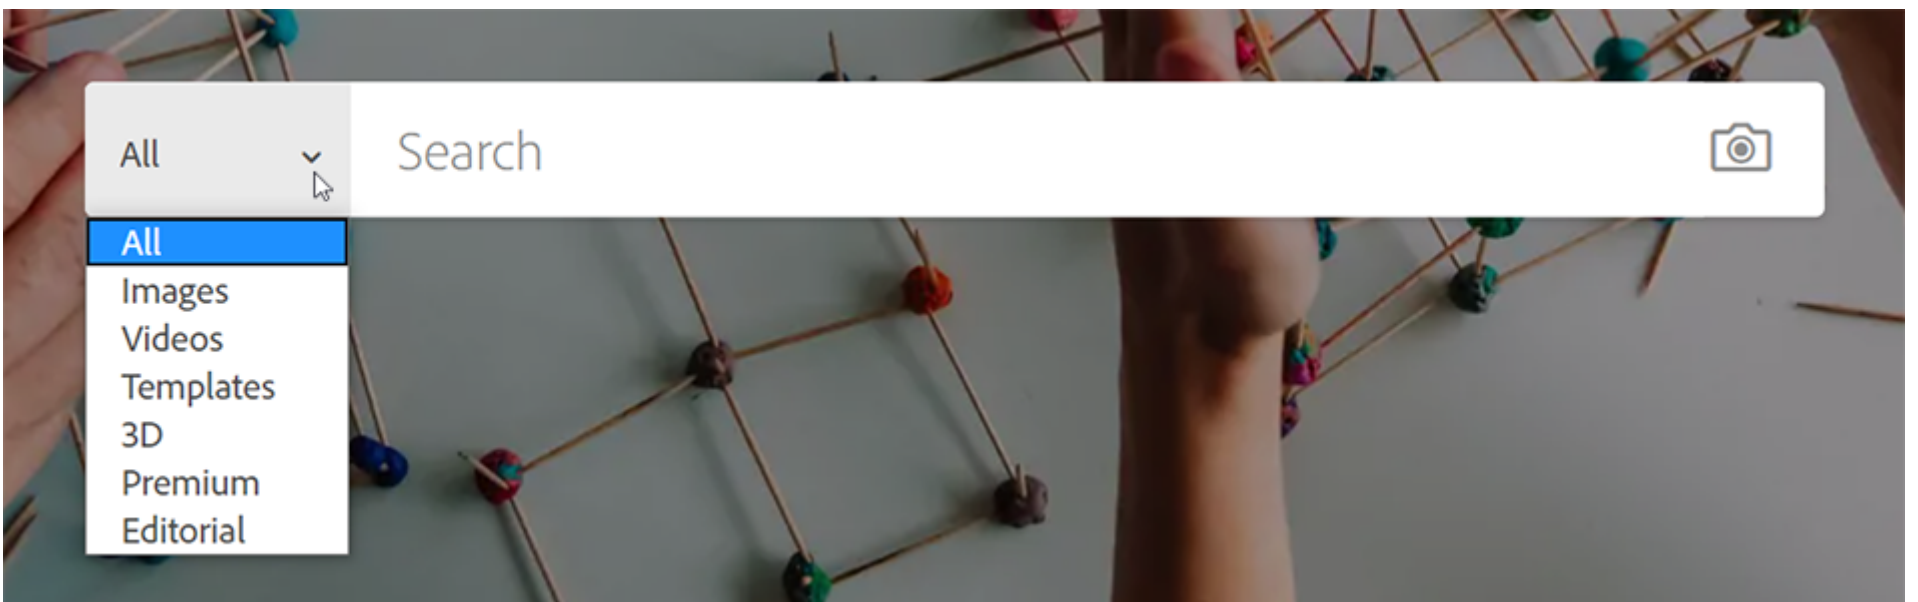 All
Search
All
Images
Videos
Templates
3D
Premium
Editorial